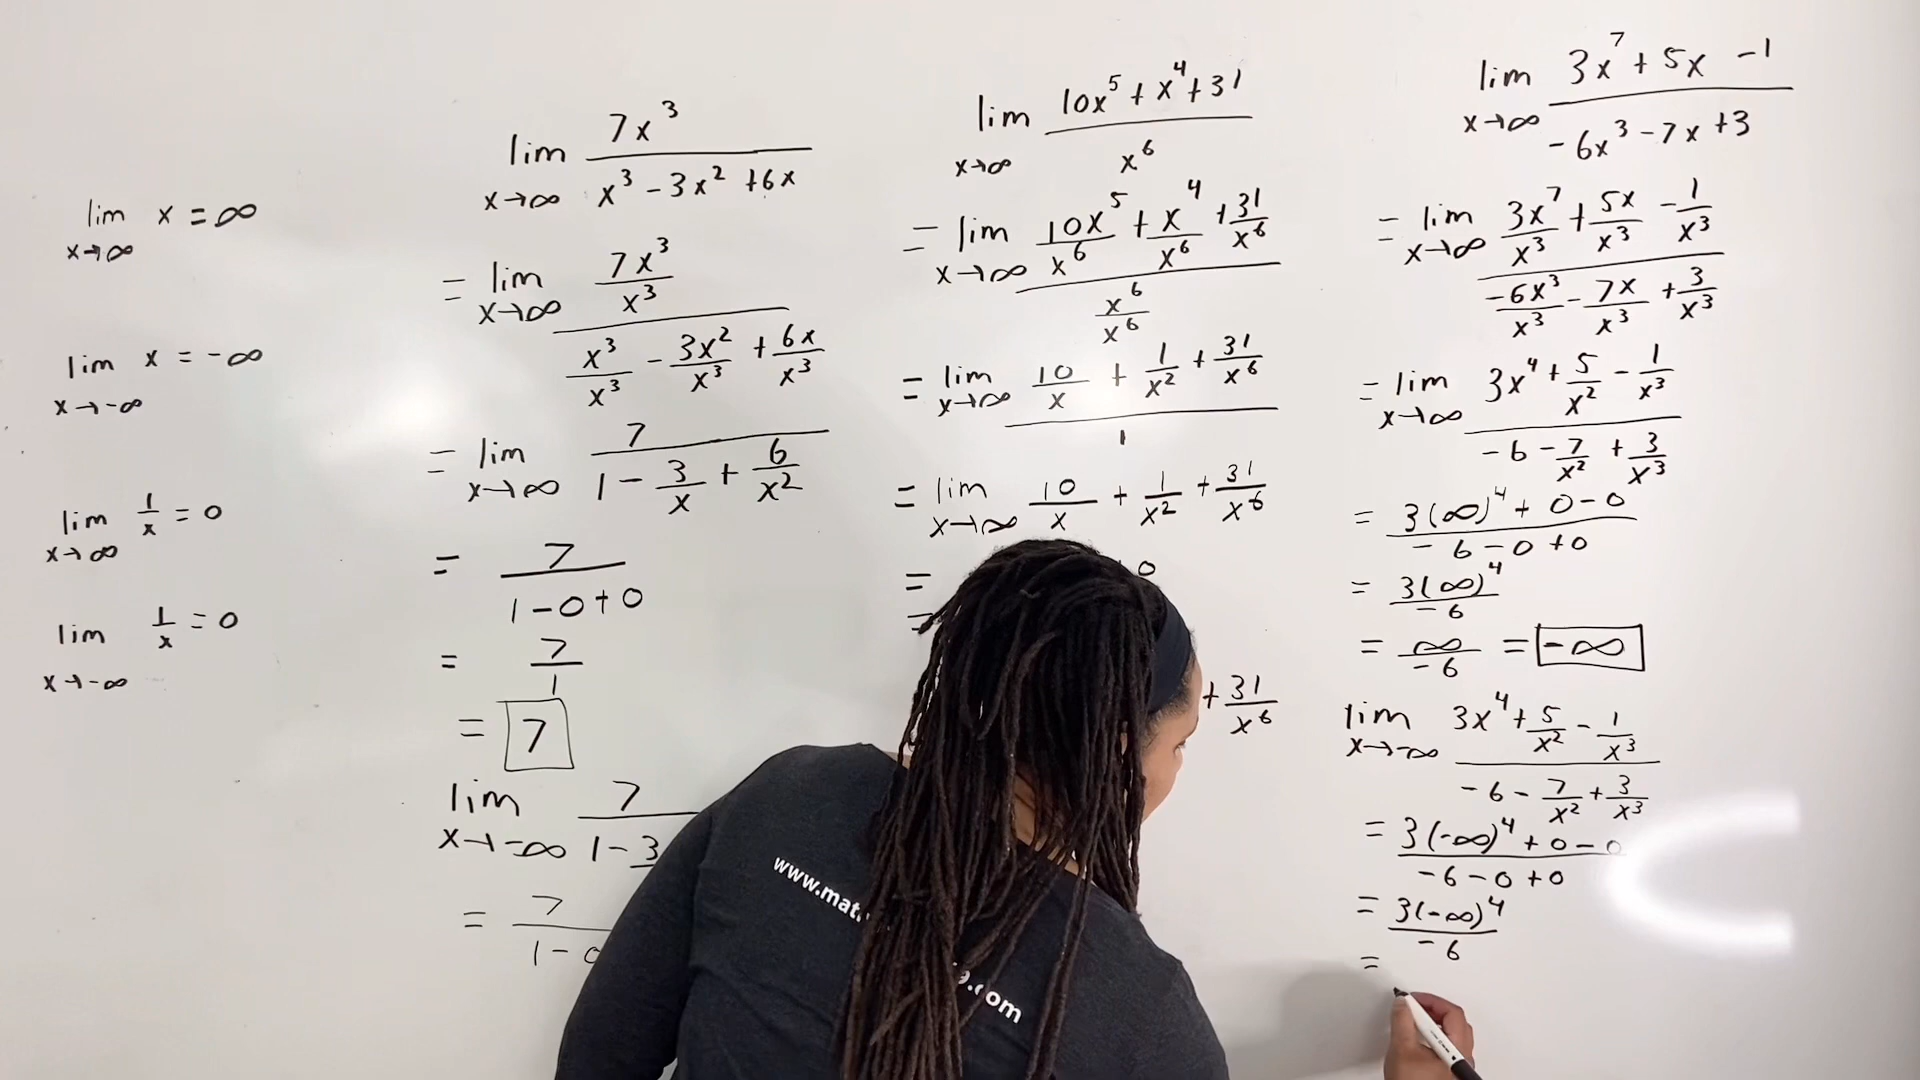 lim x = ∞
x→∞
lim x = -∞
x→-∞
lim 1/x = 0
x→∞
lim 1/x = 0
x→-∞
lim 7x³
x→∞ x³ - 3x² + 6x
= lim 7x³/x³
x→∞ x³/x³ - 3x²/x³ + 6x/x³
= lim 7
x→∞ 1 - 3/x + 6/x²
= 7
1 - 0 + 0
= 7
1
= 7
lim 7
x→-∞ 1 - 3
= 7
1 -
lim 10x⁵ + x⁴ + 31
x→∞ x⁶
= lim 10x⁵/x⁶ + x⁴/x⁶ + 31/x⁶
x→∞ x⁶/x⁶
= lim 10/x + 1/x² + 31/x⁶
x→∞ 1
= lim 10/x + 1/x² + 31/x⁶
x→∞
= 0
=
+ 31/x⁶
lim 3x⁷ + 5x - 1
x→∞ -6x³ - 7x + 3
= lim 3x⁷/x³ + 5x/x³ - 1/x³
x→∞ -6x³/x³ - 7x/x³ + 3/x³
= lim 3x⁴ + 5/x² - 1/x³
x→∞ -6 - 7/x² + 3/x³
= 3(∞)⁴ + 0 - 0
-6 - 0 + 0
= 3(∞)⁴
-6
= ∞/-6 = -∞
lim 3x⁴ + 5/x² - 1/x³
x→-∞ -6 - 7/x² + 3/x³
= 3(-∞)⁴ + 0 - 0
-6 - 0 + 0
= 3(-∞)⁴
-6
=
www.mat
.com